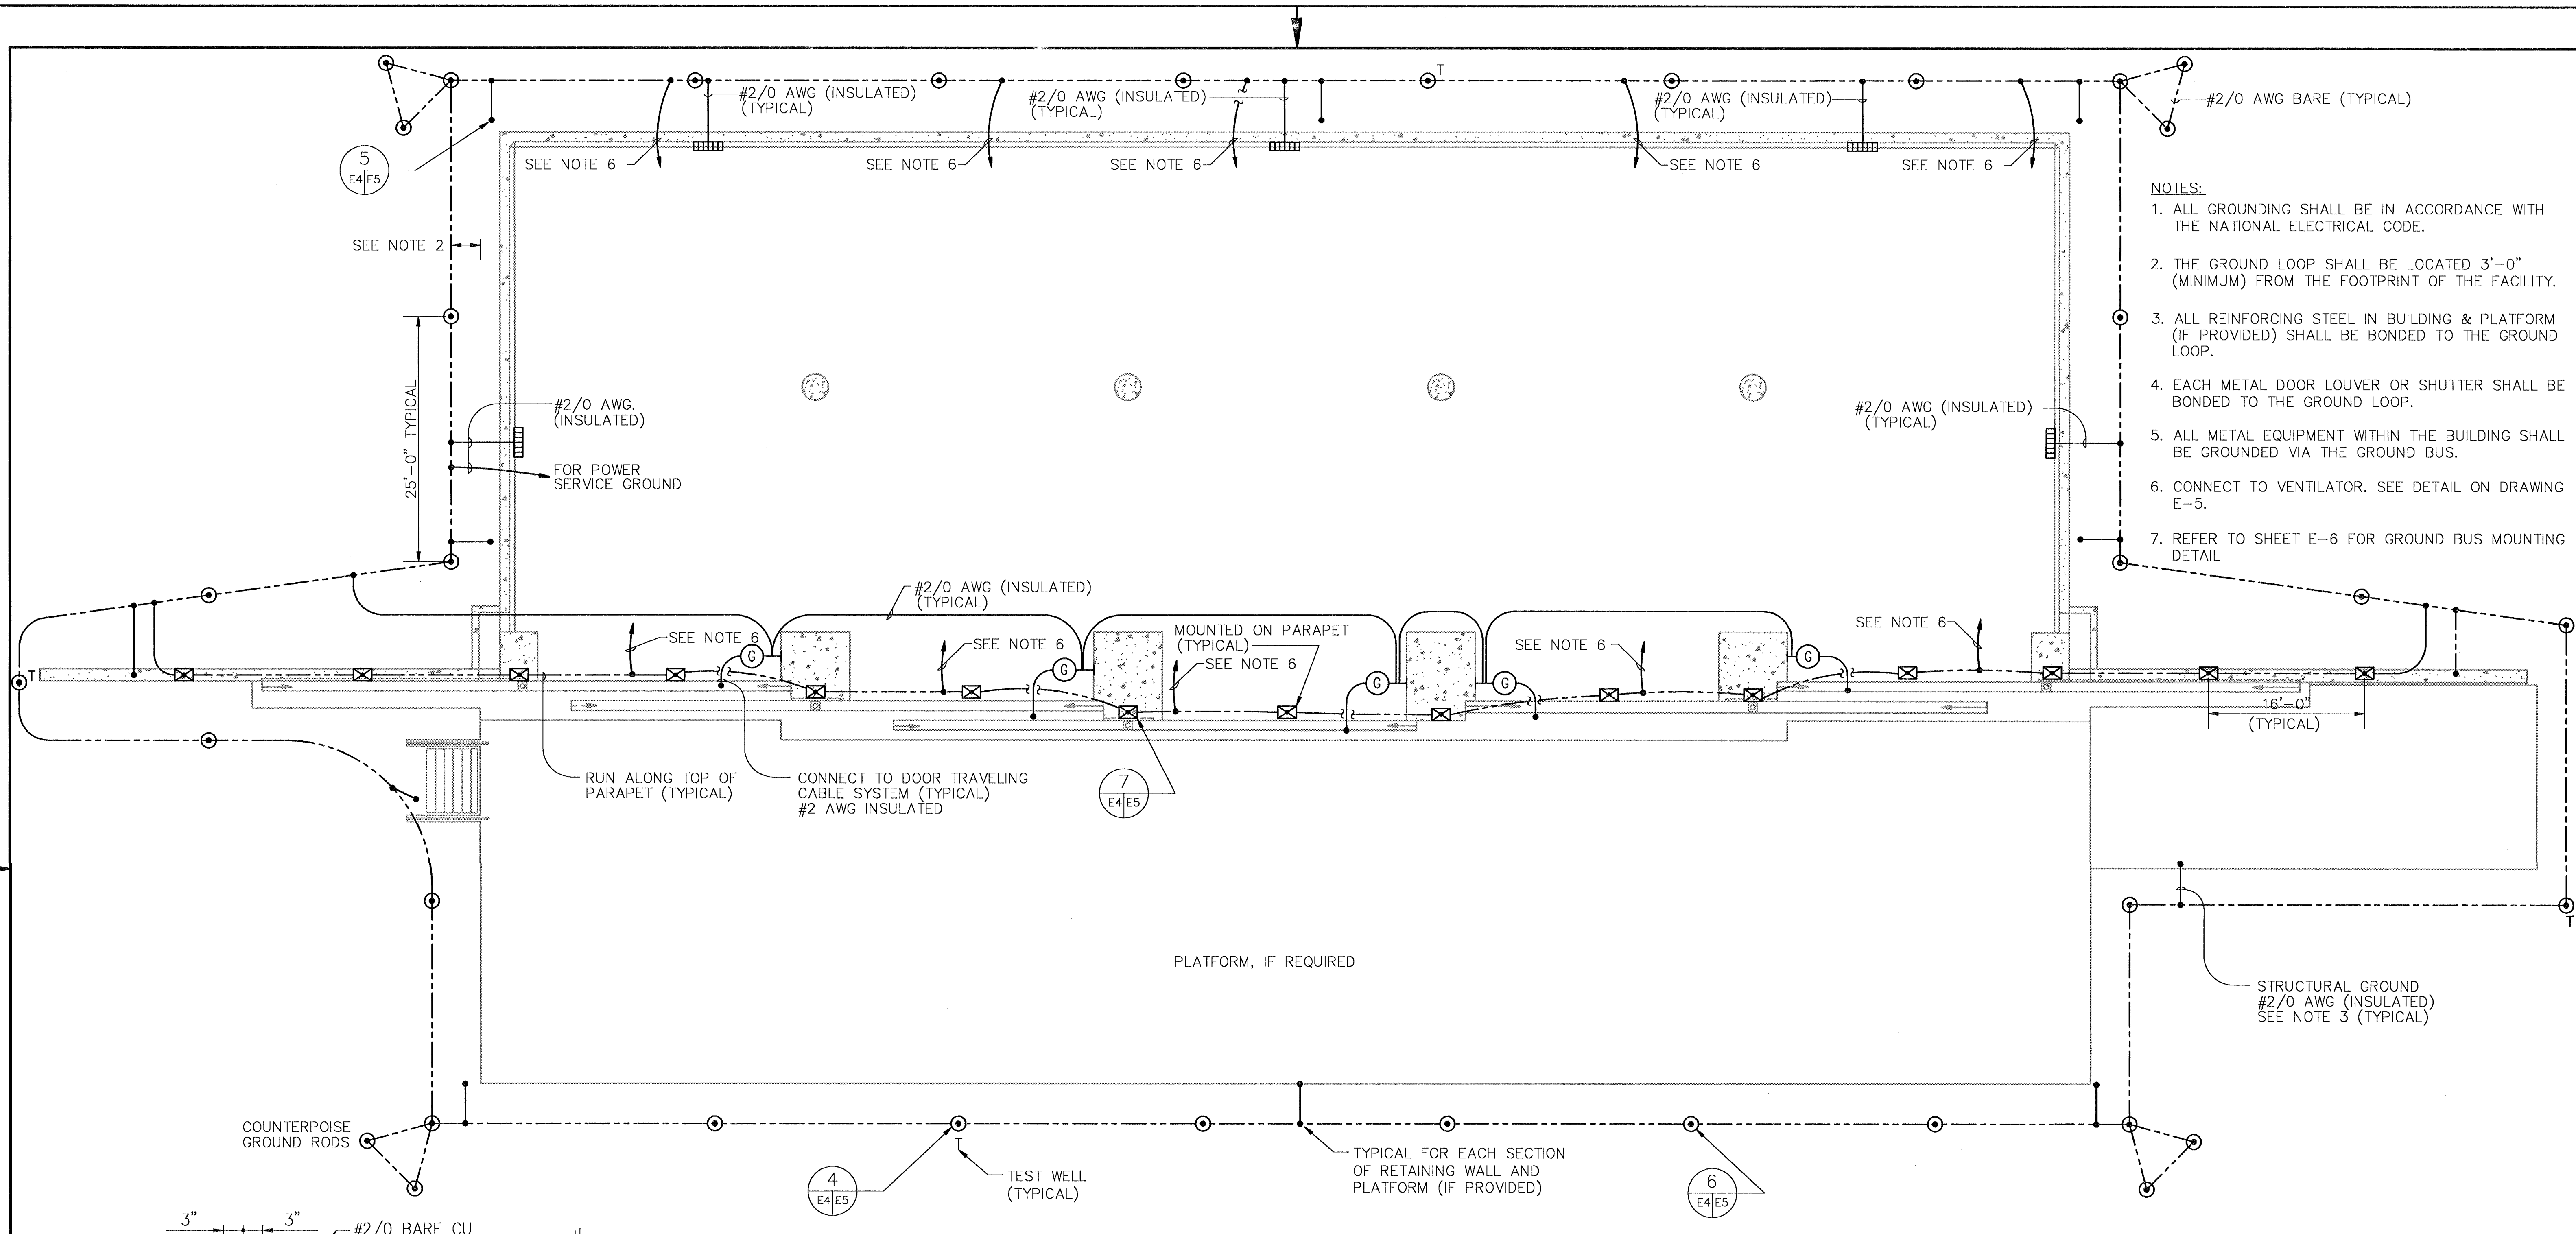 T
#2/0 AWG (INSULATED)
(TYPICAL)
#2/0 AWG (INSULATED)
(TYPICAL)
#2/0 AWG (INSULATED)
(TYPICAL)
#2/0 AWG BARE (TYPICAL)
5
E4 E5
SEE NOTE 6
SEE NOTE 6
SEE NOTE 6
SEE NOTE 6
SEE NOTE 6
NOTES:
1. ALL GROUNDING SHALL BE IN ACCORDANCE WITH
THE NATIONAL ELECTRICAL CODE.
2. THE GROUND LOOP SHALL BE LOCATED 3'-0"
(MINIMUM) FROM THE FOOTPRINT OF THE FACILITY.
3. ALL REINFORCING STEEL IN BUILDING & PLATFORM
(IF PROVIDED) SHALL BE BONDED TO THE GROUND
LOOP.
4. EACH METAL DOOR LOUVER OR SHUTTER SHALL BE
BONDED TO THE GROUND LOOP.
5. ALL METAL EQUIPMENT WITHIN THE BUILDING SHALL
BE GROUNDED VIA THE GROUND BUS.
6. CONNECT TO VENTILATOR. SEE DETAIL ON DRAWING
E-5.
7. REFER TO SHEET E-6 FOR GROUND BUS MOUNTING
DETAIL
SEE NOTE 2
25'-0" TYPICAL
#2/0 AWG.
(INSULATED)
FOR POWER
SERVICE GROUND
#2/0 AWG (INSULATED)
(TYPICAL)
#2/0 AWG (INSULATED)
(TYPICAL)
SEE NOTE 6
SEE NOTE 6
MOUNTED ON PARAPET
(TYPICAL)
SEE NOTE 6
SEE NOTE 6
SEE NOTE 6
G
G
G
G
G
T
16'-0"
(TYPICAL)
RUN ALONG TOP OF
PARAPET (TYPICAL)
CONNECT TO DOOR TRAVELING
CABLE SYSTEM (TYPICAL)
#2 AWG INSULATED
7
E4 E5
T
PLATFORM, IF REQUIRED
STRUCTURAL GROUND
#2/0 AWG (INSULATED)
SEE NOTE 3 (TYPICAL)
COUNTERPOISE
GROUND RODS
4
E4 E5
T
TEST WELL
(TYPICAL)
TYPICAL FOR EACH SECTION
OF RETAINING WALL AND
PLATFORM (IF PROVIDED)
6
E4 E5
3"
3"
#2/0 BARE CU